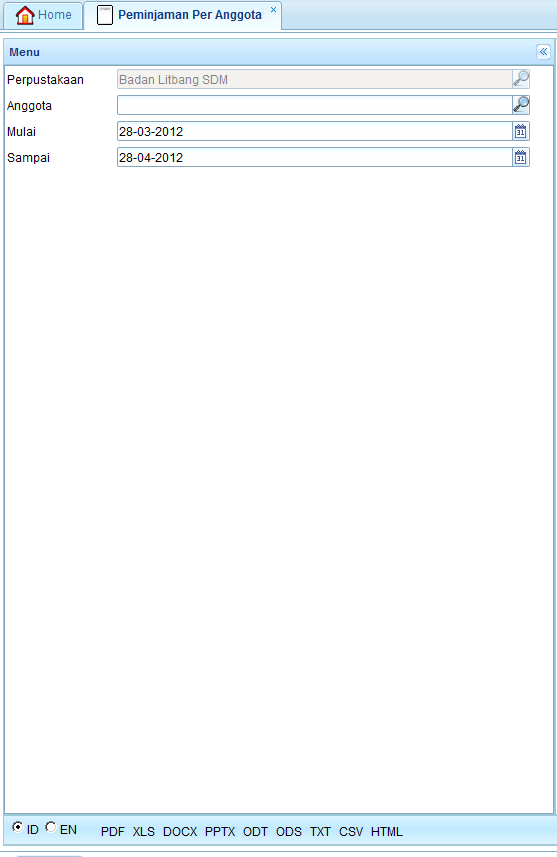 Home Peminjaman Per Anggota
Menu
Perpustakaan Badan Litbang SDM
Anggota
Mulai 28-03-2012
Sampai 28-04-2012
ID EN PDF XLS DOCX PPTX ODT ODS TXT CSV HTML